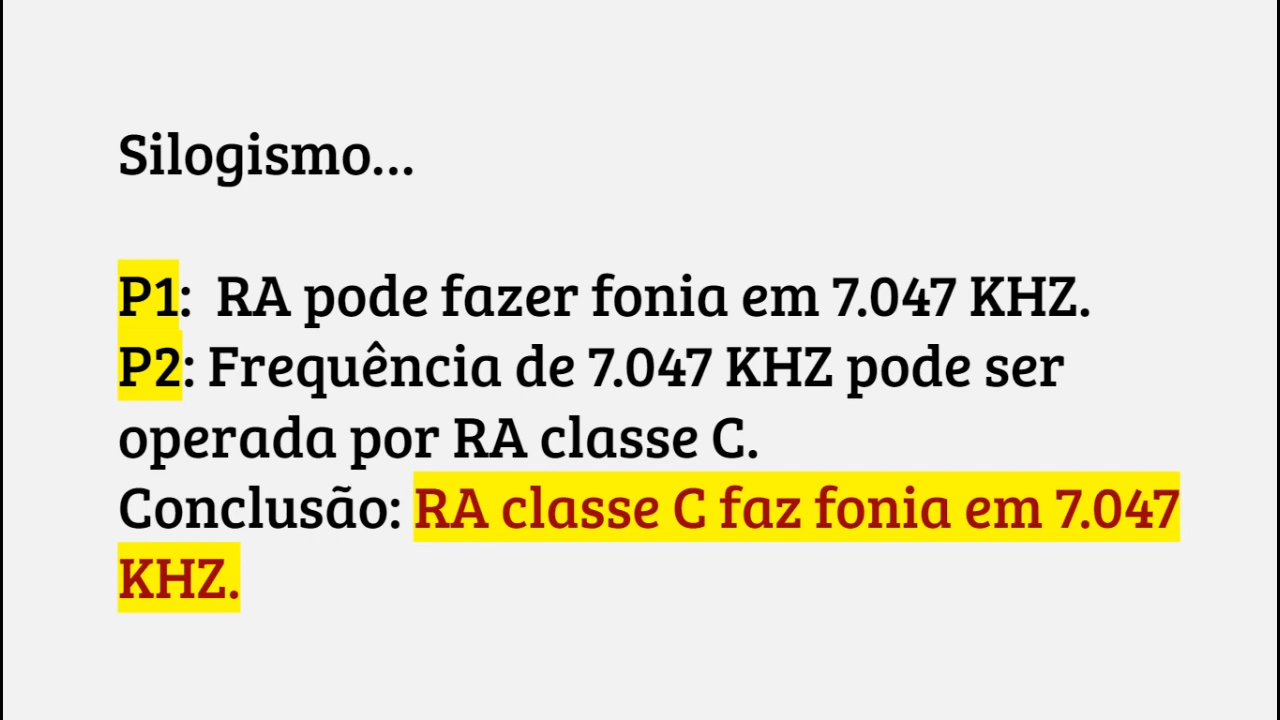 Silogismo...
P1:  RA pode fazer fonia em 7.047 KHZ.
P2: Frequência de 7.047 KHZ pode ser
operada por RA classe C.
Conclusão: RA classe C faz fonia em 7.047
KHZ.